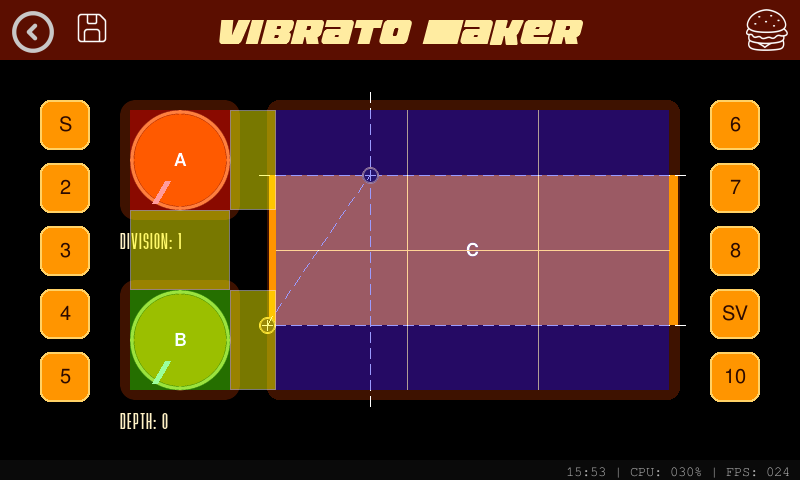 VIBRATO MAKER
S
2
3
4
5
A
DIVISION: 1
B
DEPTH: 0
C
6
7
8
SV
10
15:53 | CPU: 030% | FPS: 024